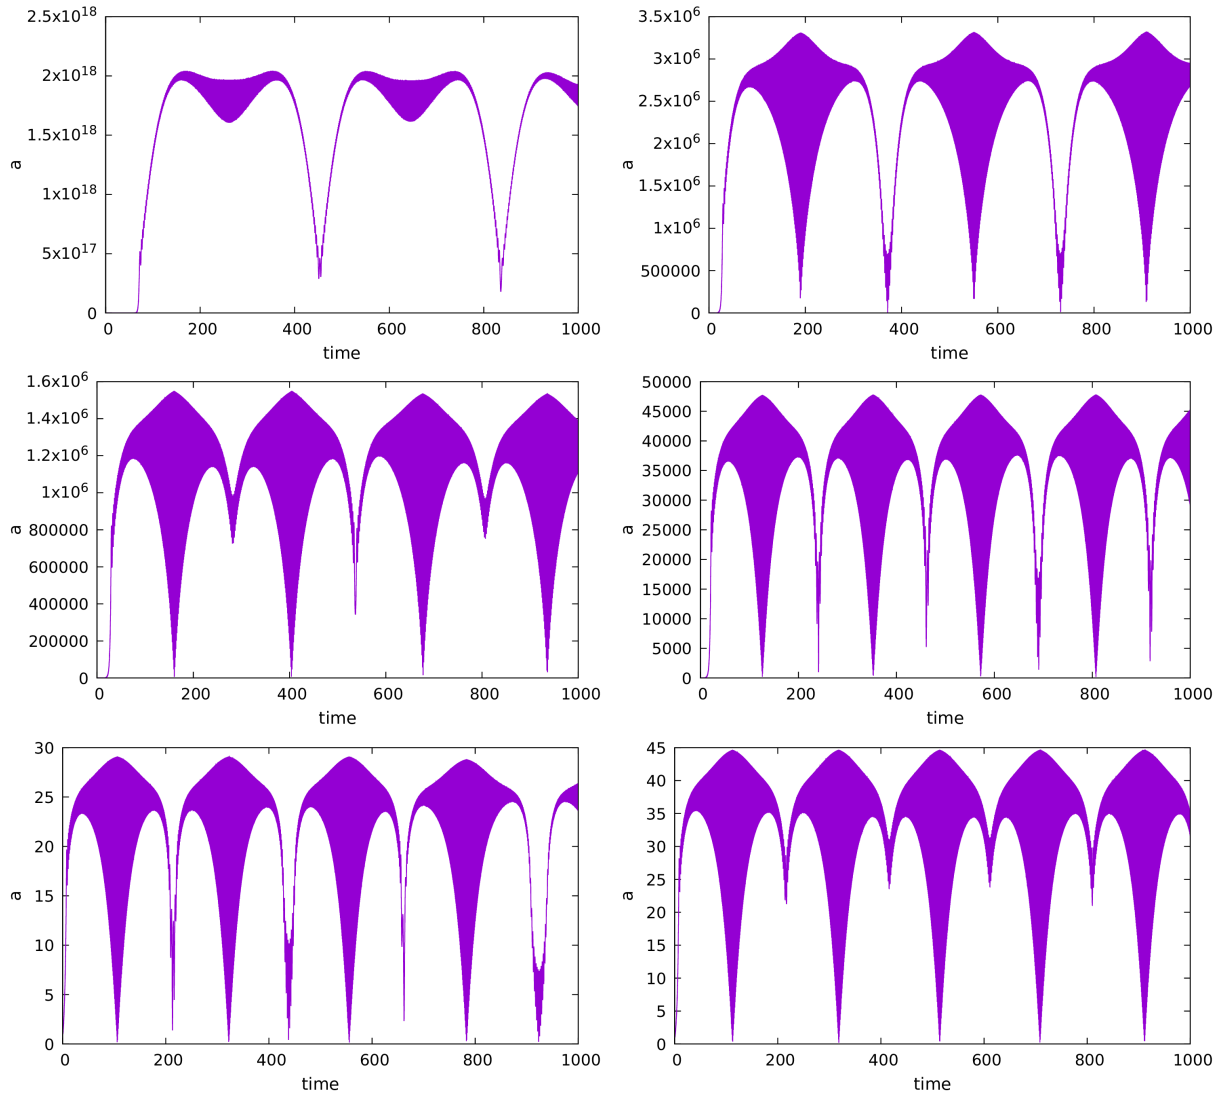 2.5x10^18
2x10^18
1.5x10^18
1x10^18
5x10^17
0
a
0 200 400 600 800 1000
time
3.5x10^6
3x10^6
2.5x10^6
2x10^6
1.5x10^6
1x10^6
500000
0
a
0 200 400 600 800 1000
time
1.6x10^6
1.4x10^6
1.2x10^6
1x10^6
800000
600000
400000
200000
0
a
0 200 400 600 800 1000
time
50000
45000
40000
35000
30000
25000
20000
15000
10000
5000
0
a
0 200 400 600 800 1000
time
30
25
20
15
10
5
0
a
0 200 400 600 800 1000
time
45
40
35
30
25
20
15
10
5
0
a
0 200 400 600 800 1000
time